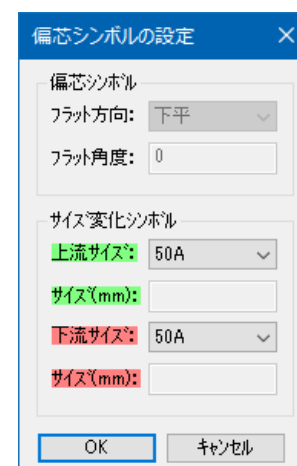 偏芯シンボルの設定
偏芯ｼﾝﾎﾞﾙ
ﾌﾗｯﾄ方向： 下平
ﾌﾗｯﾄ角度： 0
ｻｲｽﾞ変化ｼﾝﾎﾞﾙ
上流ｻｲｽﾞ： 50A
ｻｲｽﾞ(mm)：
下流ｻｲｽﾞ： 50A
ｻｲｽﾞ(mm)：
OK ｷｬﾝｾﾙ